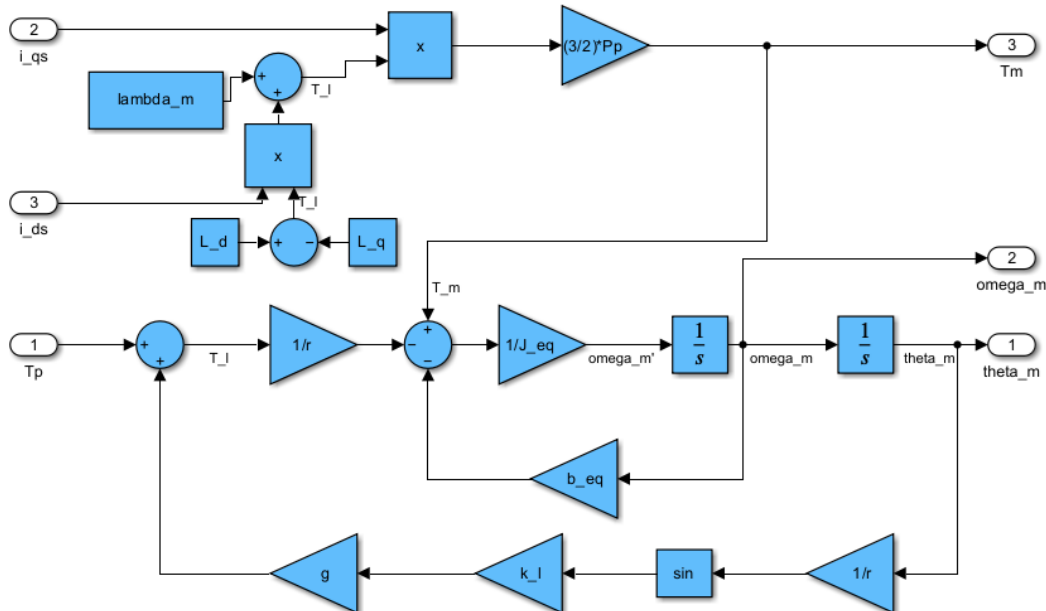 2
i_qs
x
(3/2)*Pp
3
Tm
lambda_m
+
+
T_l
x
3
i_ds
T_l
L_d
+
−
L_q
2
omega_m
T_m
1
Tp
+
+
T_l
1/r
+
−
−
1/J_eq
omega_m'
1
s
omega_m
1
s
theta_m
1
theta_m
b_eq
g
k_l
sin
1/r